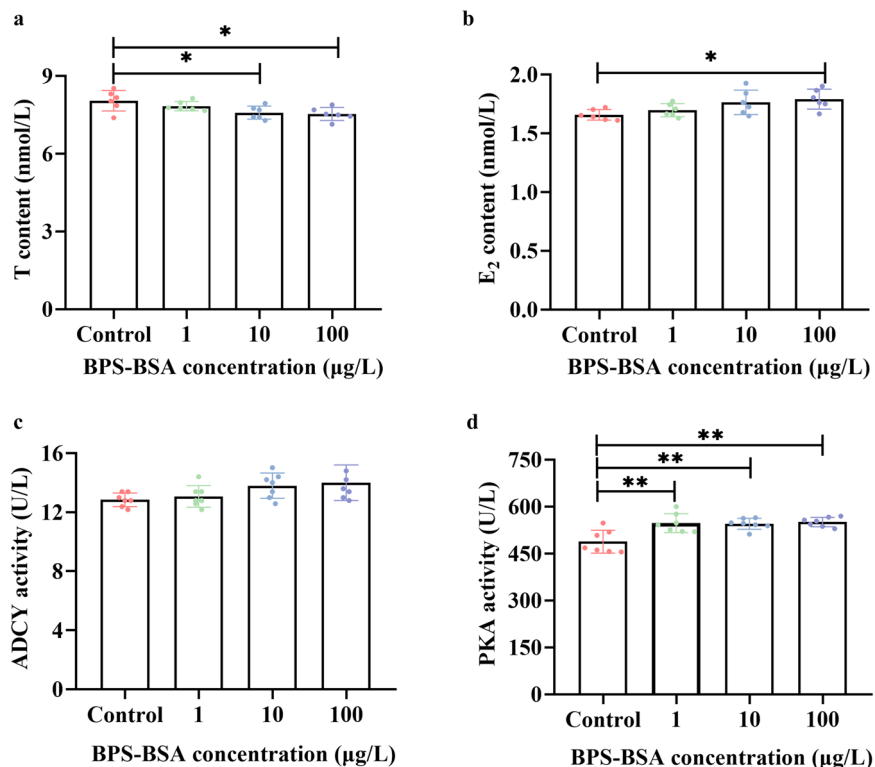 a
*
*
T content (nmol/L)
9
6
3
0
Control 1 10 100
BPS-BSA concentration (μg/L)
b
*
E₂ content (nmol/L)
2.0
1.5
1.0
0.5
0.0
Control 1 10 100
BPS-BSA concentration (μg/L)
c
ADCY activity (U/L)
16
12
8
4
0
Control 1 10 100
BPS-BSA concentration (μg/L)
d
**
**
**
PKA activity (U/L)
750
600
450
300
150
0
Control 1 10 100
BPS-BSA concentration (μg/L)